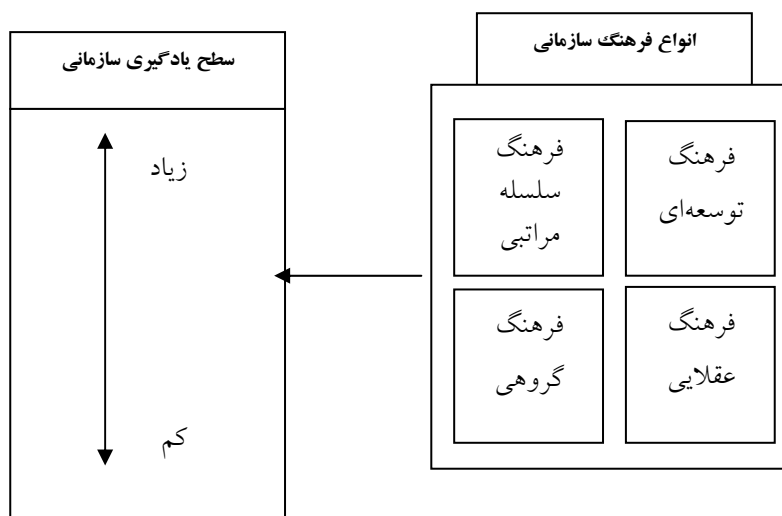 انواع فرهنگ سازمانی
فرهنگ
توسعه‌ای
فرهنگ
سلسله
مراتبی
فرهنگ
عقلایی
فرهنگ
گروهی
سطح یادگیری سازمانی
زیاد
کم